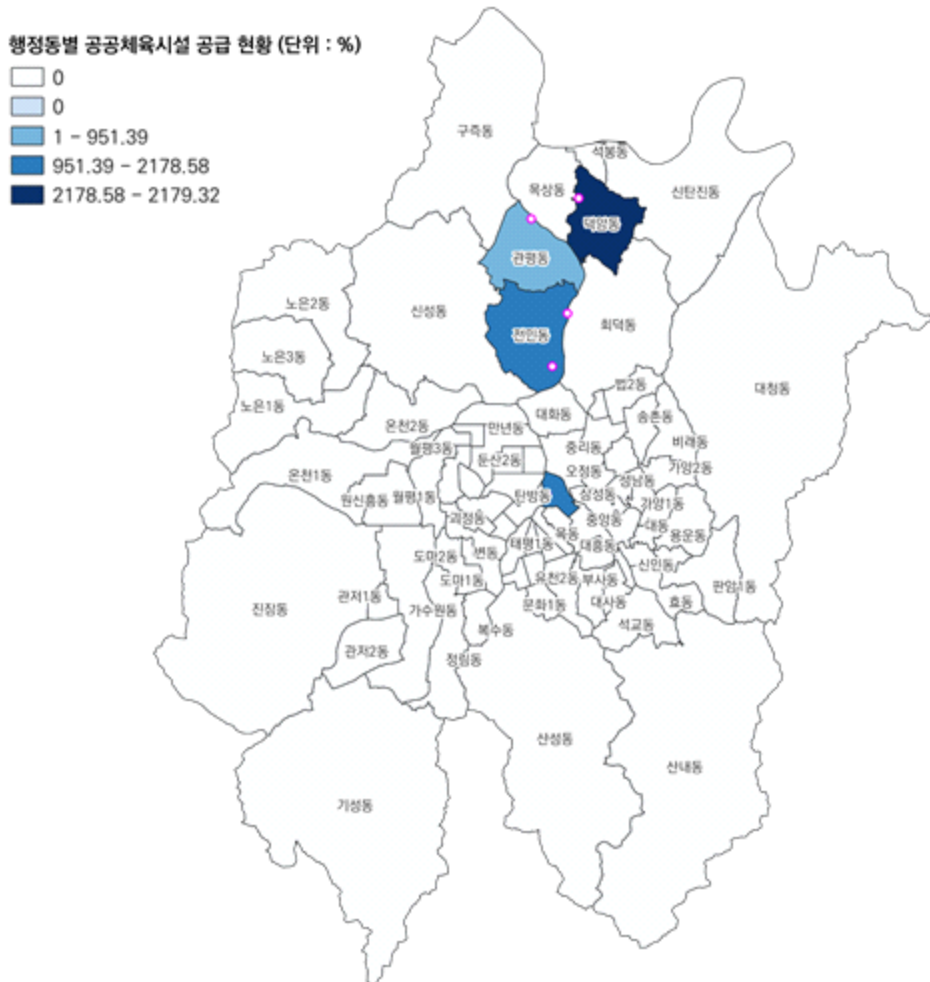 행정동별 공공체육시설 공급 현황 (단위 : %)
0
0
1 - 951.39
951.39 - 2178.58
2178.58 - 2179.32
구즉동
석봉동
목상동
신탄진동
덕암동
관평동
노은2동
신성동
전민동
회덕동
노은3동
법2동
대청동
노은1동
대화동
송촌동
온천2동
만년동
비래동
월평3동
중리동
둔산2동
오정동
가양2동
온천1동
성남동
원신흥동
월평1동
탄방동
삼성동
가양1동
괴정동
중앙동
대동
목동
용운동
태평1동
대흥동
도마2동
변동
신인동
도마1동
유천2동
부사동
판암1동
관저1동
가수원동
문화1동
대사동
효동
진잠동
복수동
석교동
관저2동
정림동
산성동
산내동
기성동